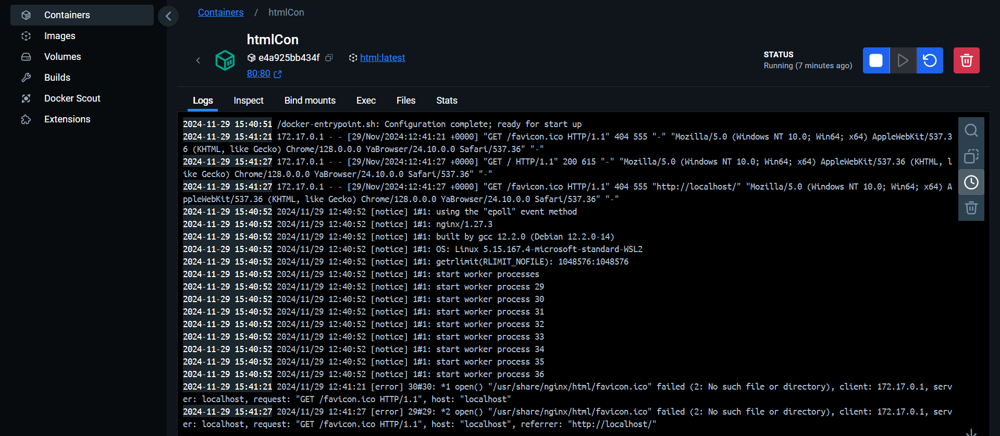 Containers
Images
Volumes
Builds
Docker Scout
Extensions
Containers / htmlCon
htmlCon
e4a925bb434f html:latest
80:80
STATUS
Running (7 minutes ago)
Logs Inspect Bind mounts Exec Files Stats
2024-11-29 15:40:51 /docker-entrypoint.sh: Configuration complete; ready for start up
2024-11-29 15:41:21 172.17.0.1 - - [29/Nov/2024:12:41:21 +0000] "GET /favicon.ico HTTP/1.1" 404 555 "-" "Mozilla/5.0 (Windows NT 10.0; Win64; x64) AppleWebKit/537.3
6 (KHTML, like Gecko) Chrome/128.0.0.0 YaBrowser/24.10.0.0 Safari/537.36" "-"
2024-11-29 15:41:27 172.17.0.1 - - [29/Nov/2024:12:41:27 +0000] "GET / HTTP/1.1" 200 615 "-" "Mozilla/5.0 (Windows NT 10.0; Win64; x64) AppleWebKit/537.36 (KHTML, l
ike Gecko) Chrome/128.0.0.0 YaBrowser/24.10.0.0 Safari/537.36" "-"
2024-11-29 15:41:27 172.17.0.1 - - [29/Nov/2024:12:41:27 +0000] "GET /favicon.ico HTTP/1.1" 404 555 "http://localhost/" "Mozilla/5.0 (Windows NT 10.0; Win64; x64) A
ppleWebKit/537.36 (KHTML, like Gecko) Chrome/128.0.0.0 YaBrowser/24.10.0.0 Safari/537.36" "-"
2024-11-29 15:40:52 2024/11/29 12:40:52 [notice] 1#1: using the "epoll" event method
2024-11-29 15:40:52 2024/11/29 12:40:52 [notice] 1#1: nginx/1.27.3
2024-11-29 15:40:52 2024/11/29 12:40:52 [notice] 1#1: built by gcc 12.2.0 (Debian 12.2.0-14)
2024-11-29 15:40:52 2024/11/29 12:40:52 [notice] 1#1: OS: Linux 5.15.167.4-microsoft-standard-WSL2
2024-11-29 15:40:52 2024/11/29 12:40:52 [notice] 1#1: getrlimit(RLIMIT_NOFILE): 1048576:1048576
2024-11-29 15:40:52 2024/11/29 12:40:52 [notice] 1#1: start worker processes
2024-11-29 15:40:52 2024/11/29 12:40:52 [notice] 1#1: start worker process 29
2024-11-29 15:40:52 2024/11/29 12:40:52 [notice] 1#1: start worker process 30
2024-11-29 15:40:52 2024/11/29 12:40:52 [notice] 1#1: start worker process 31
2024-11-29 15:40:52 2024/11/29 12:40:52 [notice] 1#1: start worker process 32
2024-11-29 15:40:52 2024/11/29 12:40:52 [notice] 1#1: start worker process 33
2024-11-29 15:40:52 2024/11/29 12:40:52 [notice] 1#1: start worker process 34
2024-11-29 15:40:52 2024/11/29 12:40:52 [notice] 1#1: start worker process 35
2024-11-29 15:40:52 2024/11/29 12:40:52 [notice] 1#1: start worker process 36
2024-11-29 15:41:21 2024/11/29 12:41:21 [error] 30#30: *1 open() "/usr/share/nginx/html/favicon.ico" failed (2: No such file or directory), client: 172.17.0.1, serv
er: localhost, request: "GET /favicon.ico HTTP/1.1", host: "localhost"
2024-11-29 15:41:27 2024/11/29 12:41:27 [error] 29#29: *2 open() "/usr/share/nginx/html/favicon.ico" failed (2: No such file or directory), client: 172.17.0.1, serv
er: localhost, request: "GET /favicon.ico HTTP/1.1", host: "localhost", referrer: "http://localhost/"